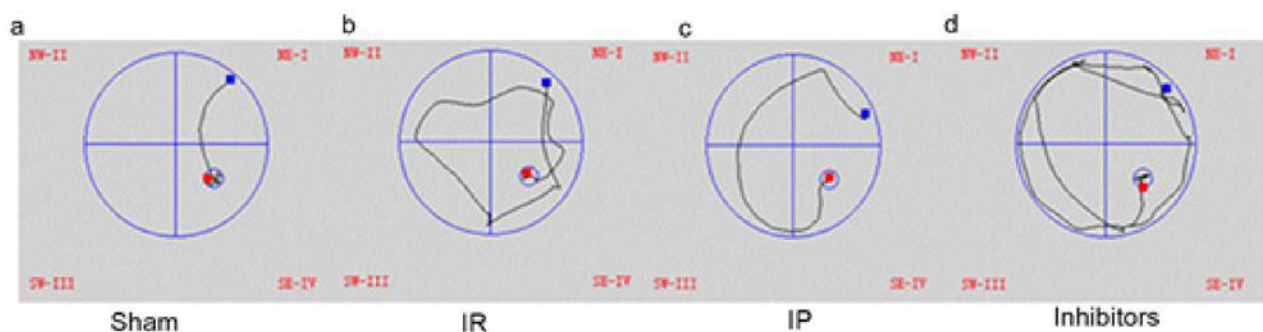 a b c d
NW-II NE-I NW-II NE-I NW-II NE-I NW-II NE-I
SW-III SE-IV SW-III SE-IV SW-III SE-IV SW-III SE-IV
Sham IR IP Inhibitors